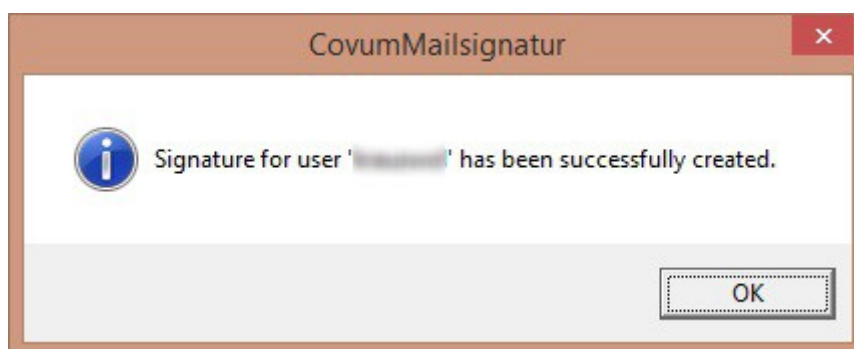 CovumMailsignatur
Signature for user '' has been successfully created.
OK